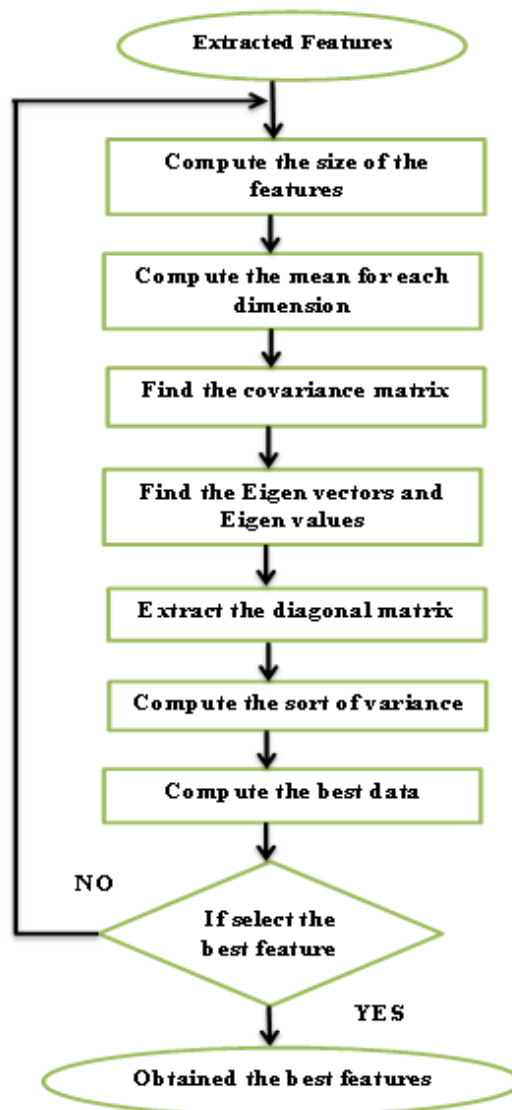 Extracted Features
Compute the size of the
features
Compute the mean for each
dimension
Find the covariance matrix
Find the Eigen vectors and
Eigen values
Extract the diagonal matrix
Compute the sort of variance
Compute the best data
NO
If select the
best feature
YES
Obtained the best features